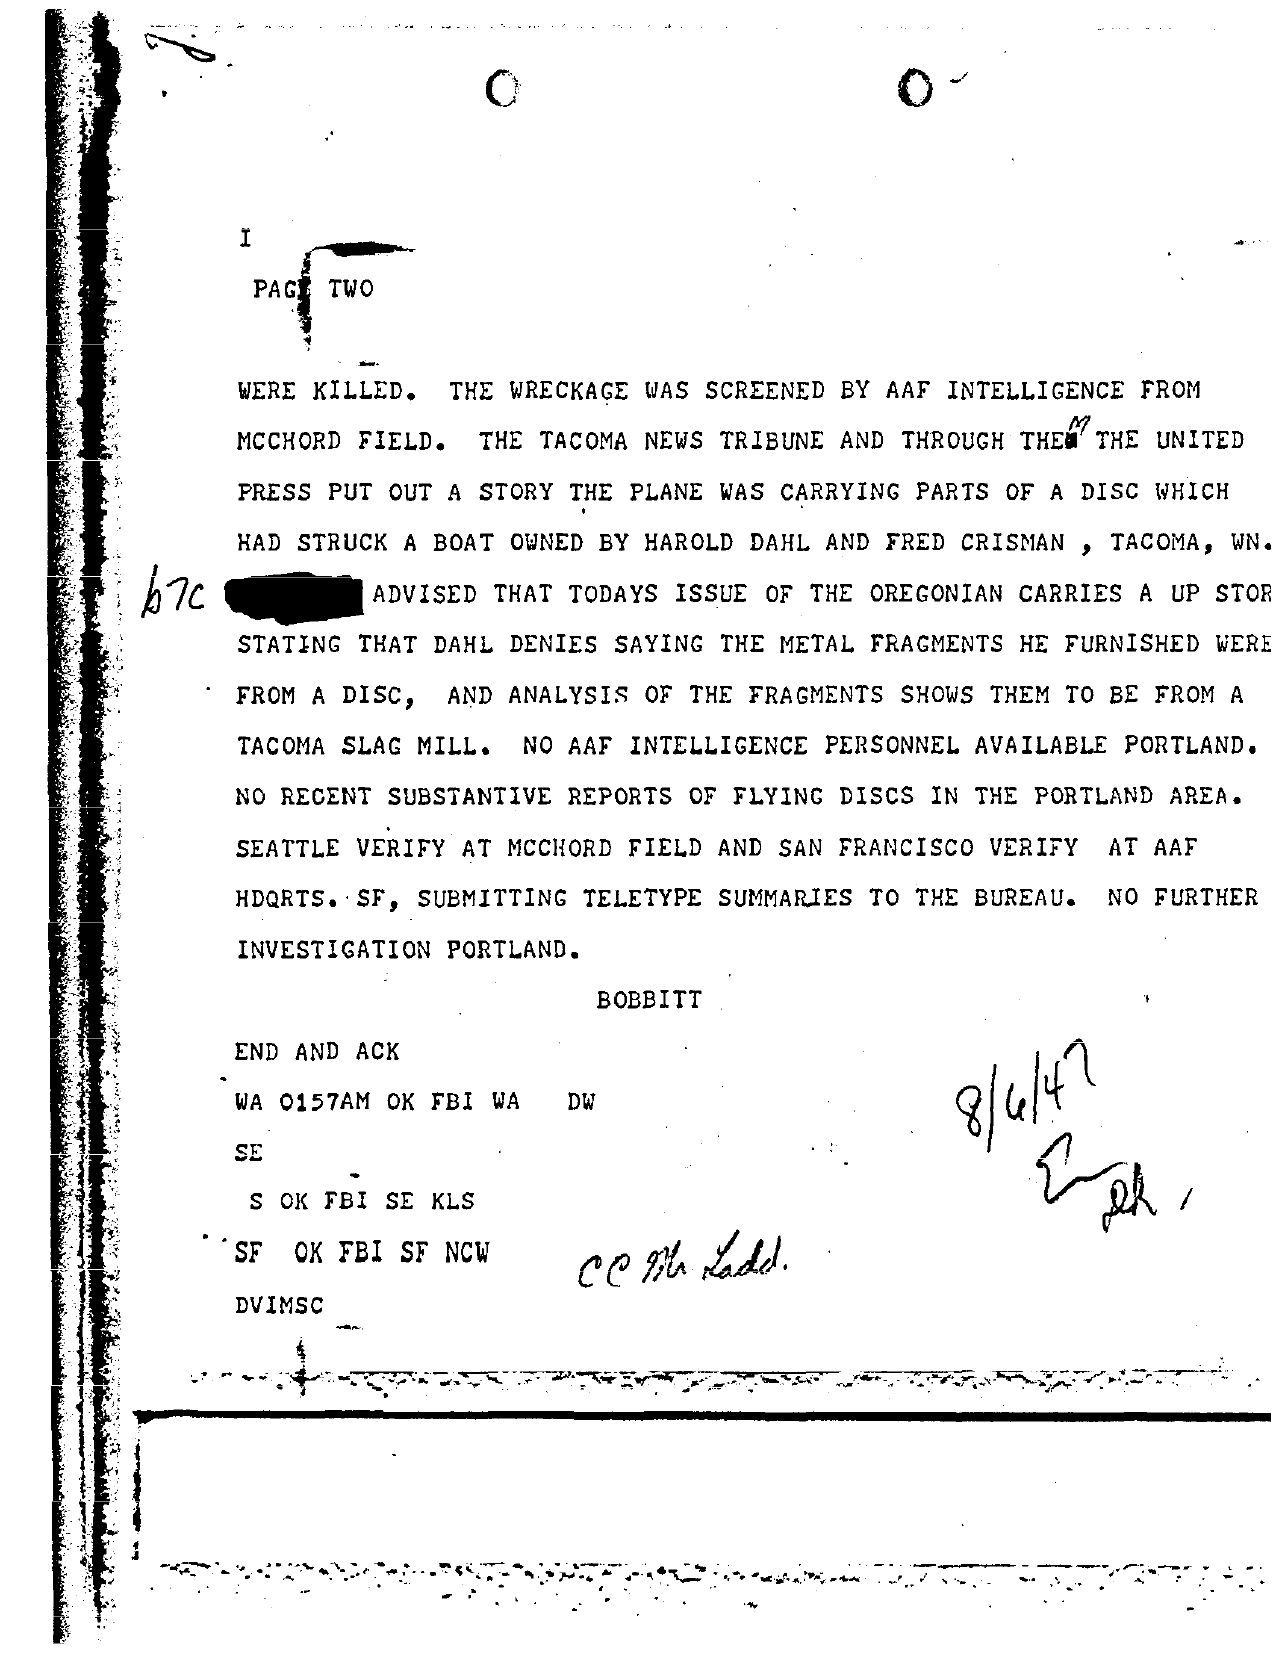 I
PAGE TWO
WERE KILLED. THE WRECKAGE WAS SCREENED BY AAF INTELLIGENCE FROM
MCCHORD FIELD. THE TACOMA NEWS TRIBUNE AND THROUGH THEM THE UNITED
PRESS PUT OUT A STORY THE PLANE WAS CARRYING PARTS OF A DISC WHICH
HAD STRUCK A BOAT OWNED BY HAROLD DAHL AND FRED CRISMAN , TACOMA, WN.
b7C ADVISED THAT TODAYS ISSUE OF THE OREGONIAN CARRIES A UP STOR
STATING THAT DAHL DENIES SAYING THE METAL FRAGMENTS HE FURNISHED WERE
FROM A DISC, AND ANALYSIS OF THE FRAGMENTS SHOWS THEM TO BE FROM A
TACOMA SLAG MILL. NO AAF INTELLIGENCE PERSONNEL AVAILABLE PORTLAND.
NO RECENT SUBSTANTIVE REPORTS OF FLYING DISCS IN THE PORTLAND AREA.
SEATTLE VERIFY AT MCCHORD FIELD AND SAN FRANCISCO VERIFY AT AAF
HDQRTS. SF, SUBMITTING TELETYPE SUMMARIES TO THE BUREAU. NO FURTHER
INVESTIGATION PORTLAND.
BOBBITT
END AND ACK
WA 0157AM OK FBI WA DW
8/6/47
SE
S OK FBI SE KLS
SF OK FBI SF NCW
CC Mr Ladd.
DVIMSC